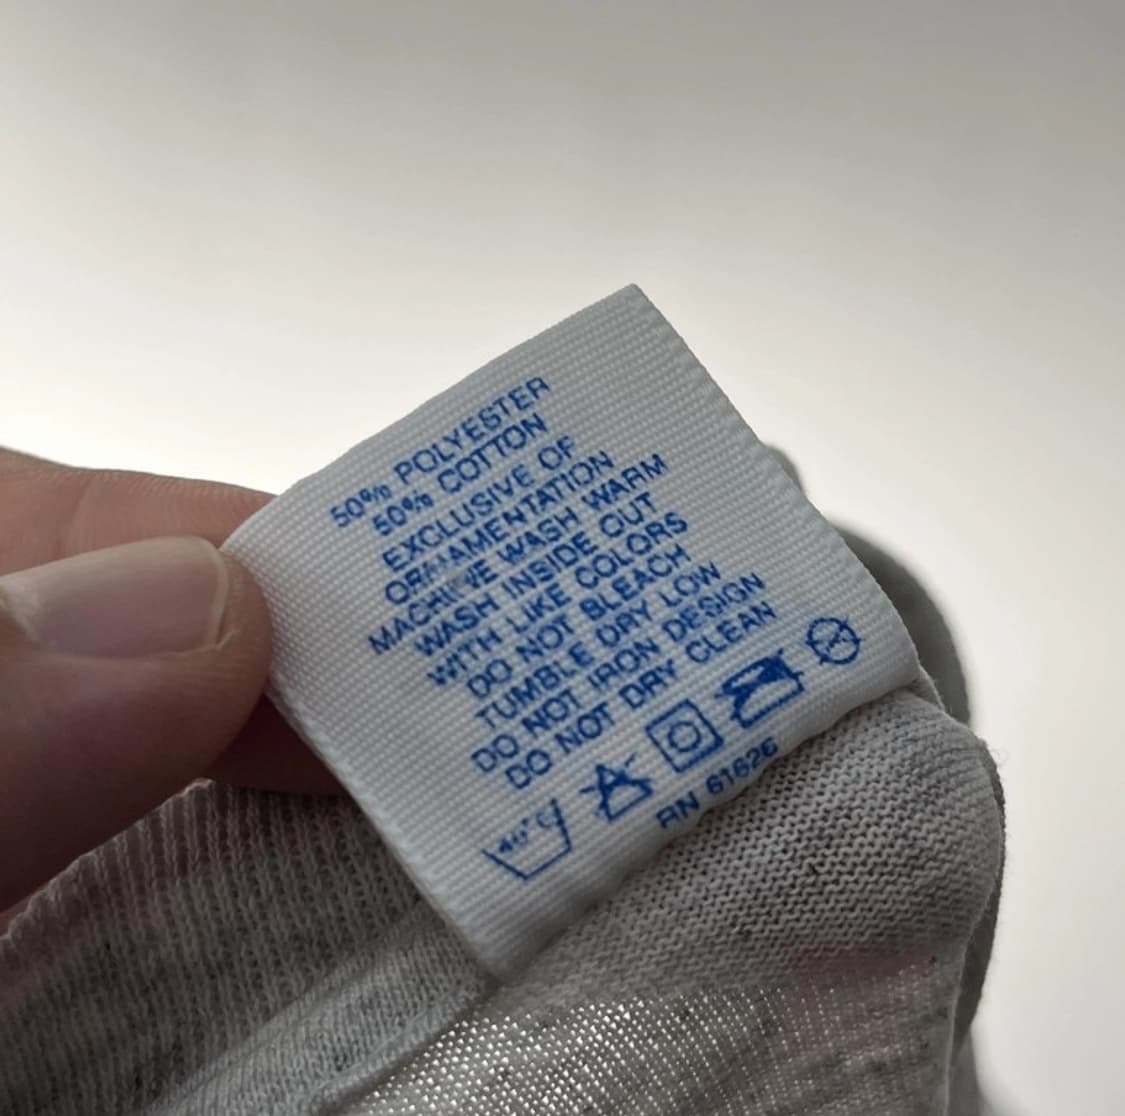 50% POLYESTER
50% COTTON
EXCLUSIVE OF
ORNAMENTATION
MACHINE WASH WARM
WASH INSIDE OUT
WITH LIKE COLORS
DO NOT BLEACH
TUMBLE DRY LOW
DO NOT IRON DESIGN
DO NOT DRY CLEAN
40°C
RN 61626